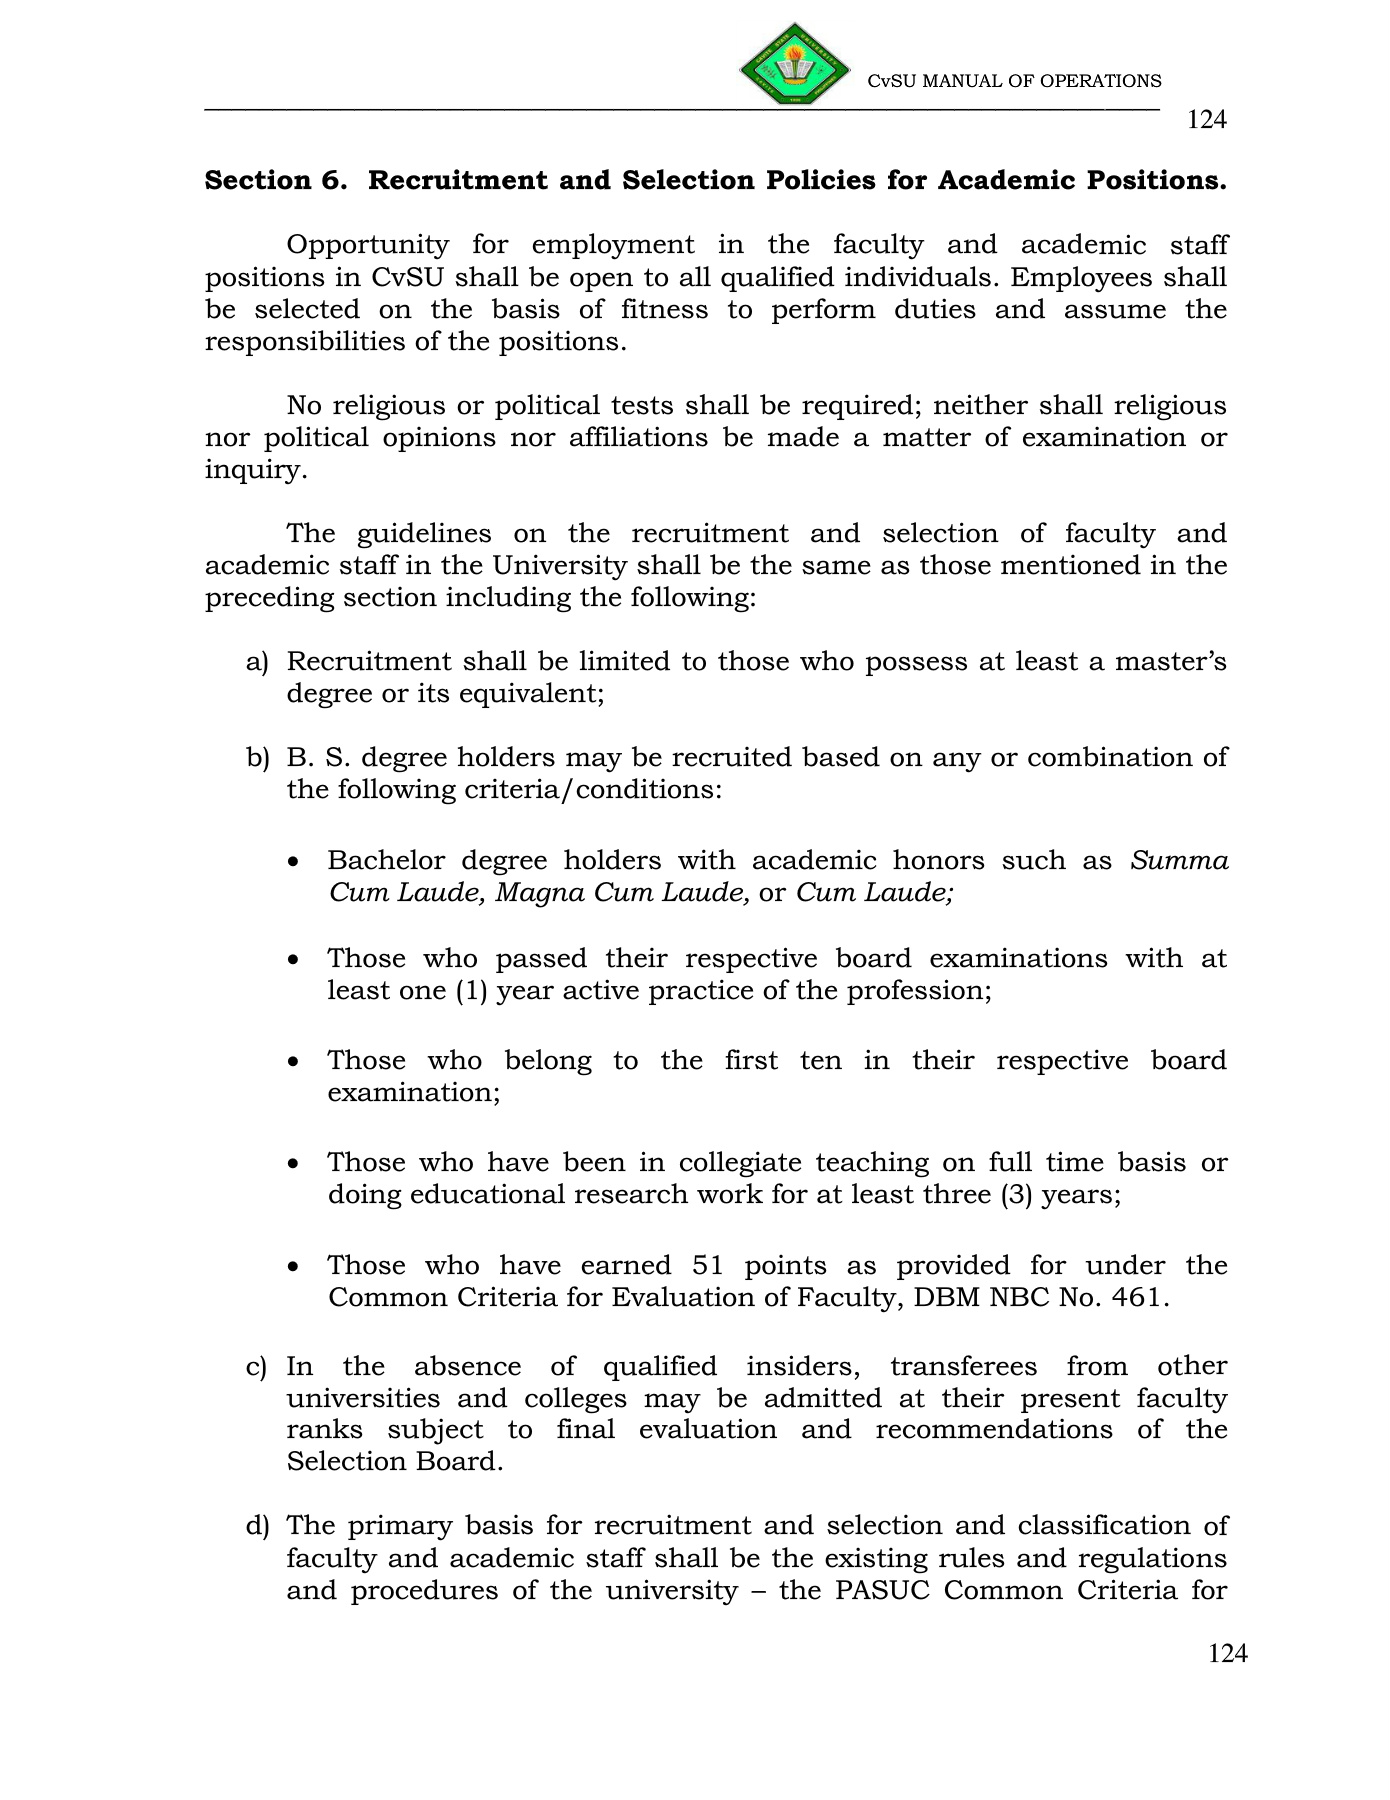 CvSU MANUAL OF OPERATIONS
124
Section 6. Recruitment and Selection Policies for Academic Positions.
Opportunity for employment in the faculty and academic staff
positions in CvSU shall be open to all qualified individuals. Employees shall
be selected on the basis of fitness to perform duties and assume the
responsibilities of the positions.
No religious or political tests shall be required; neither shall religious
nor political opinions nor affiliations be made a matter of examination or
inquiry.
The guidelines on the recruitment and selection of faculty and
academic staff in the University shall be the same as those mentioned in the
preceding section including the following:
a) Recruitment shall be limited to those who possess at least a master’s
degree or its equivalent;
b) B. S. degree holders may be recruited based on any or combination of
the following criteria/conditions:
• Bachelor degree holders with academic honors such as Summa
Cum Laude, Magna Cum Laude, or Cum Laude;
• Those who passed their respective board examinations with at
least one (1) year active practice of the profession;
• Those who belong to the first ten in their respective board
examination;
• Those who have been in collegiate teaching on full time basis or
doing educational research work for at least three (3) years;
• Those who have earned 51 points as provided for under the
Common Criteria for Evaluation of Faculty, DBM NBC No. 461.
c) In the absence of qualified insiders, transferees from other
universities and colleges may be admitted at their present faculty
ranks subject to final evaluation and recommendations of the
Selection Board.
d) The primary basis for recruitment and selection and classification of
faculty and academic staff shall be the existing rules and regulations
and procedures of the university – the PASUC Common Criteria for
124